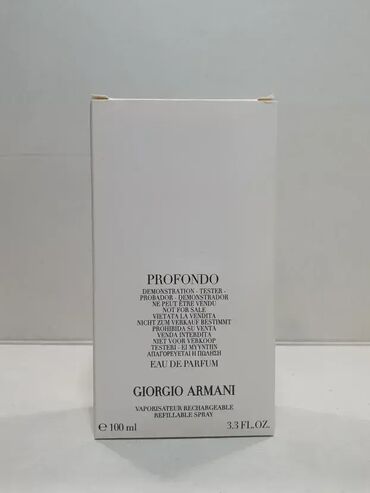 PROFONDO
DEMONSTRATION - TESTER -
PROBADOR - DEMONSTRADOR
NE PEUT ÊTRE VENDU
NOT FOR SALE
VIETATA LA VENDITA
NICHT ZUM VERKAUF BESTIMMT
PROHIBIDA SU VENTA
VENDA INTERDITA
NIET VOOR VERKOOP
TESTERI - EI MYYNTIIN
ΑΠΑΓΟΡΕΥΕΤΑΙ Η ΠΩΛΗΣΗ
EAU DE PARFUM
GIORGIO ARMANI
VAPORISATEUR RECHARGEABLE
REFILLABLE SPRAY
℮ 100 ml 3.3 FL.OZ.